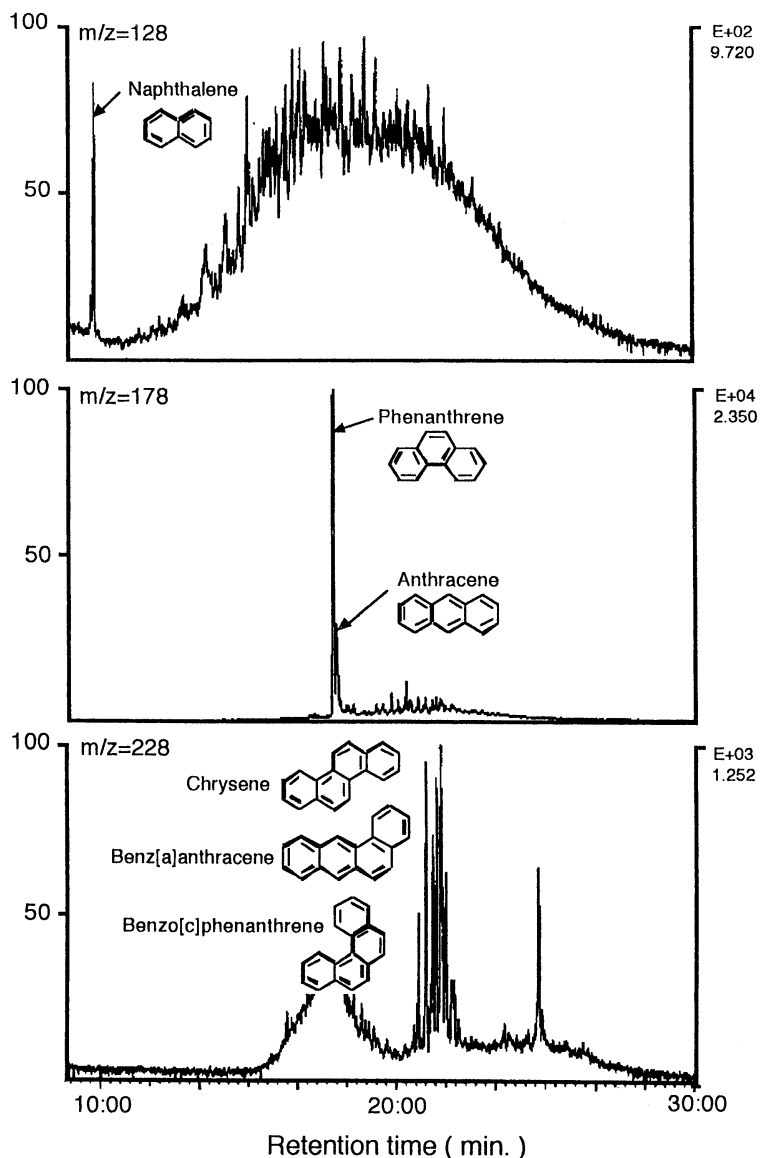 100
m/z=128
E+02
9.720
Naphthalene
50
100
m/z=178
E+04
2.350
Phenanthrene
50
Anthracene
100
m/z=228
E+03
1.252
Chrysene
Benz[a]anthracene
50
Benzo[c]phenanthrene
10:00 20:00 30:00
Retention time ( min. )